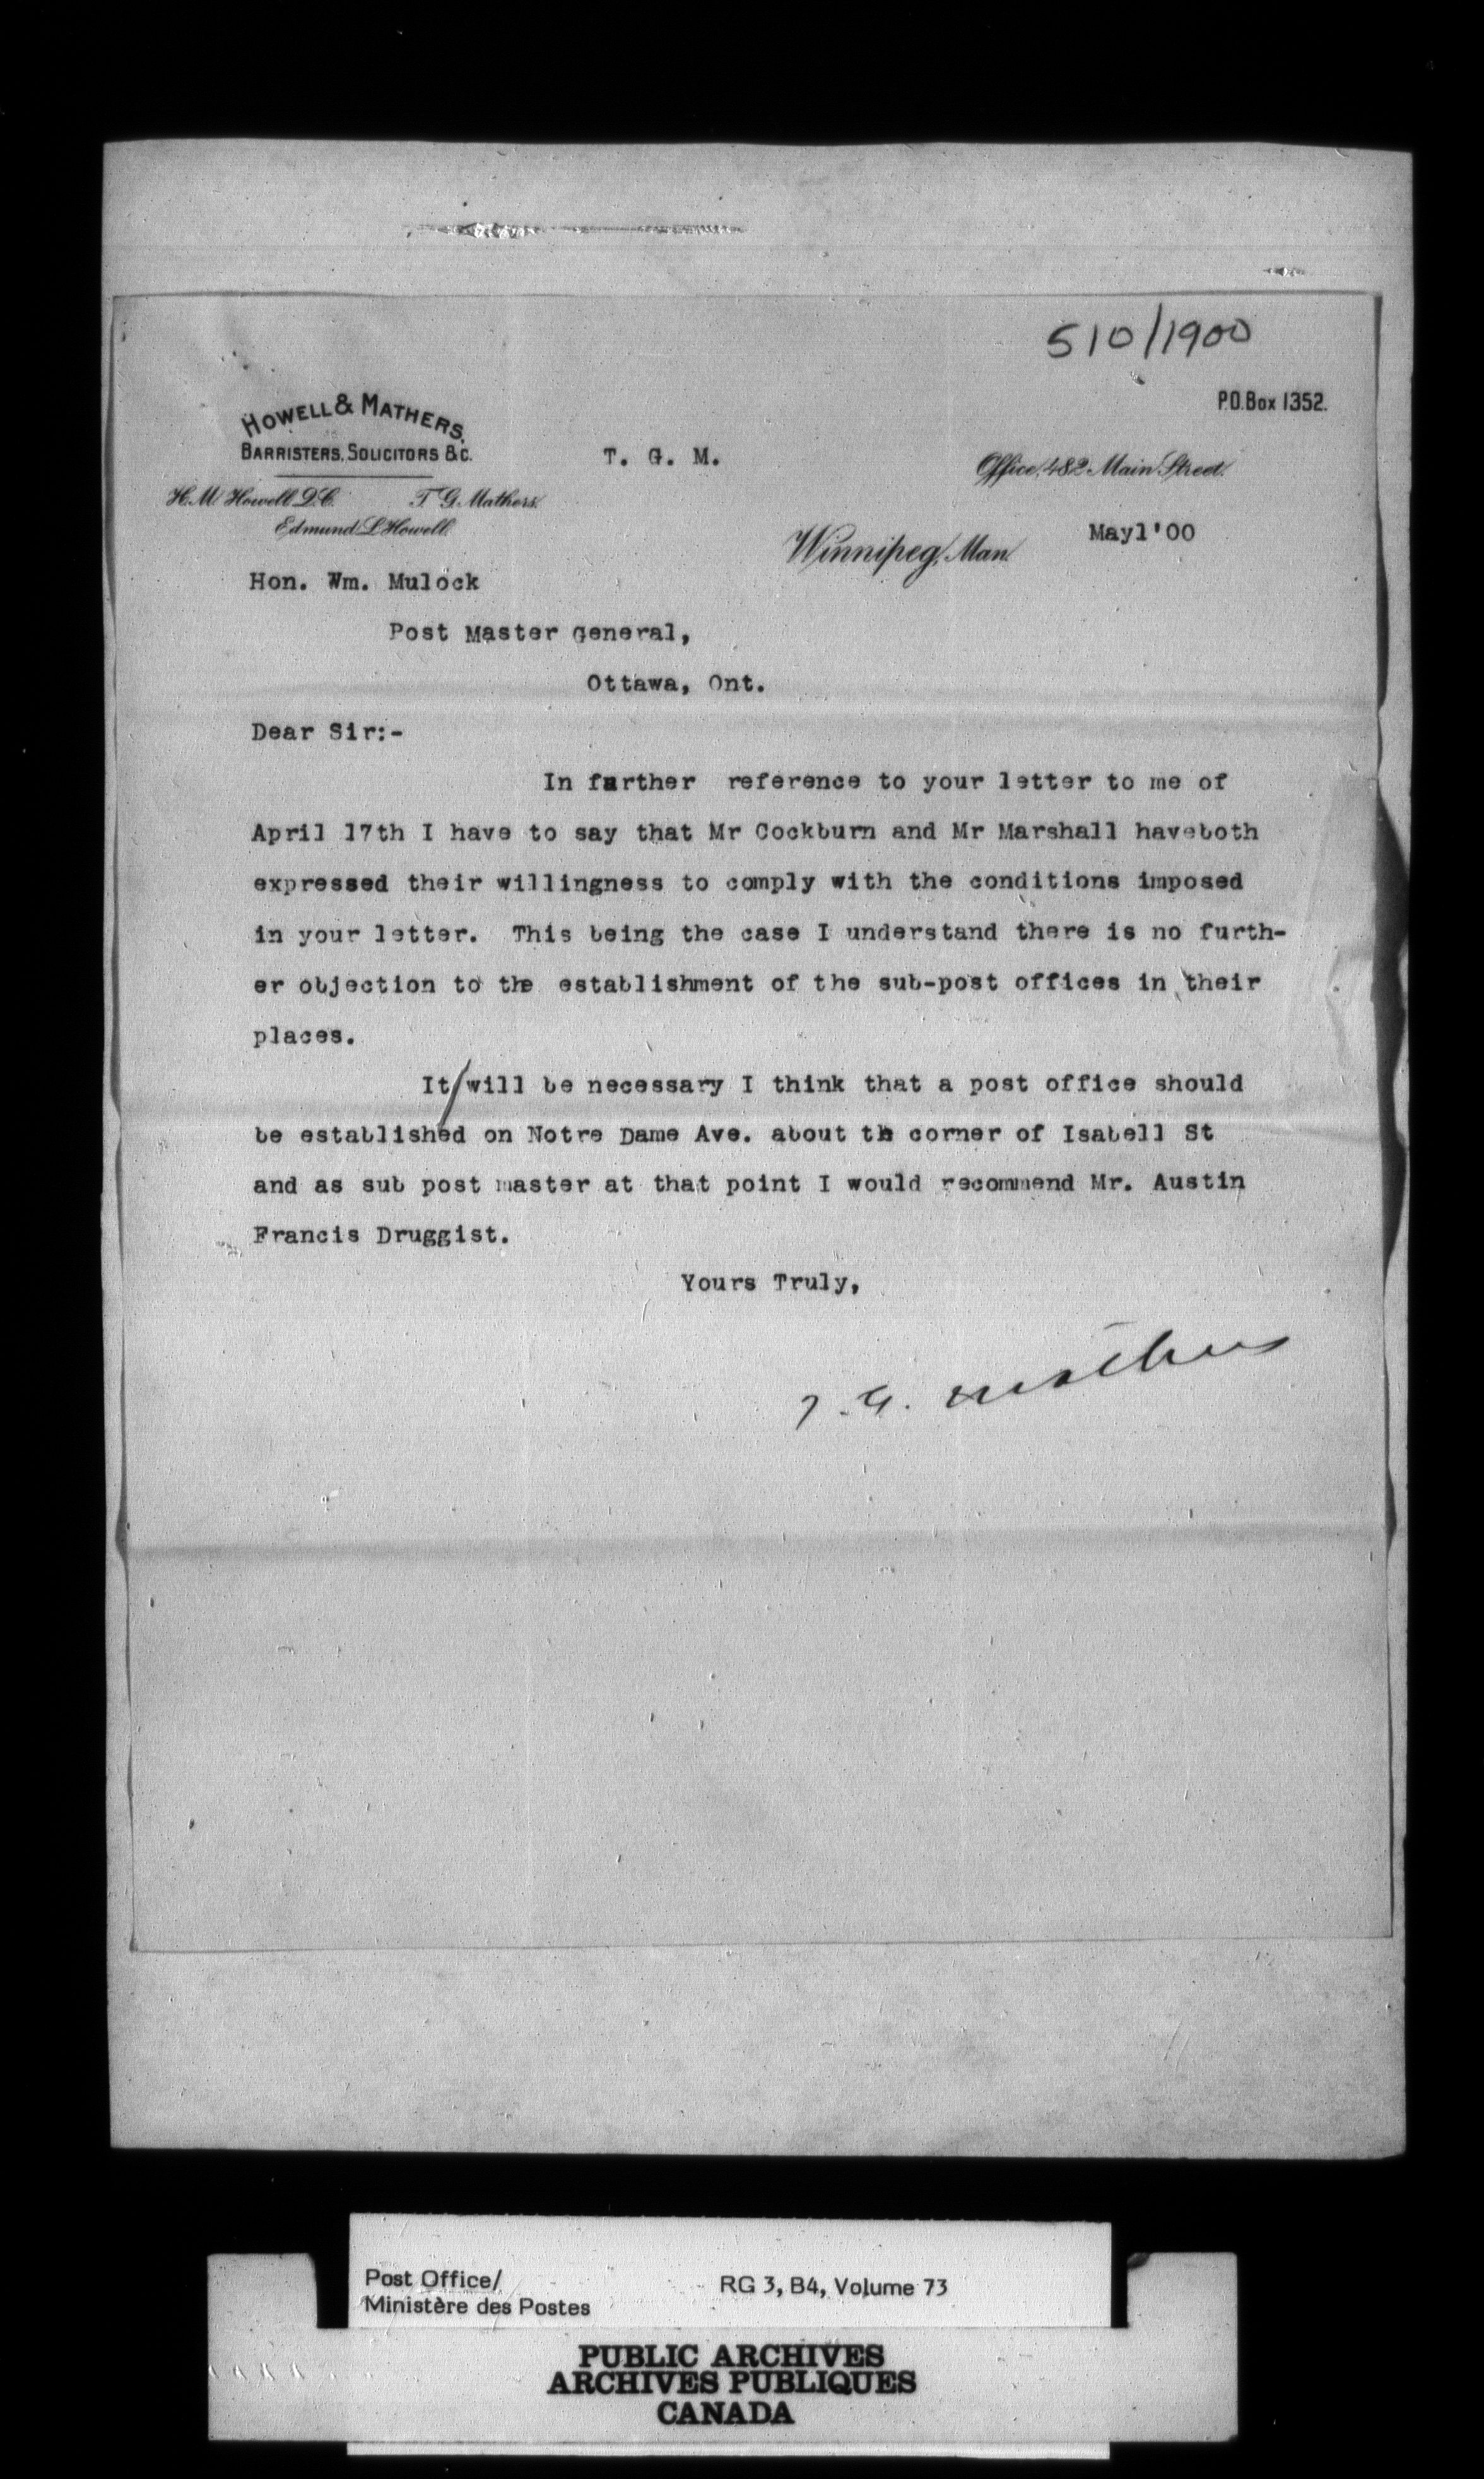 510/1900
HOWELL & MATHERS.
BARRISTERS, SOLICITORS &C.
H. M. Howell Q.C. T G Mathers.
Edmund L Howell.
T. G. M.
P.O. Box 1352.
Office, 482 Main Street.
Winnipeg, Man. May1'00
Hon. Wm. Mulock
Post Master General,
Ottawa, Ont.
Dear Sir:-
In further reference to your letter to me of
April 17th I have to say that Mr Cockburn and Mr Marshall haveboth
expressed their willingness to comply with the conditions imposed
in your letter. This being the case I understand there is no furth-
er objection to the establishment of the sub-post offices in their
places.
It/will be necessary I think that a post office should
be established on Notre Dame Ave. about th corner of Isabell St
and as sub post master at that point I would recommend Mr. Austin
Francis Druggist.
Yours Truly,
T. G. Mathers
Post Office/
Ministère des Postes
RG 3, B4, Volume 73
PUBLIC ARCHIVES
ARCHIVES PUBLIQUES
CANADA